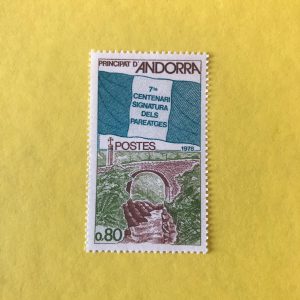 PRINCIPAT D'ANDORRA
7è CENTENARI
SIGNATURA
DELS
PAREATGES
POSTES 1978
0.80